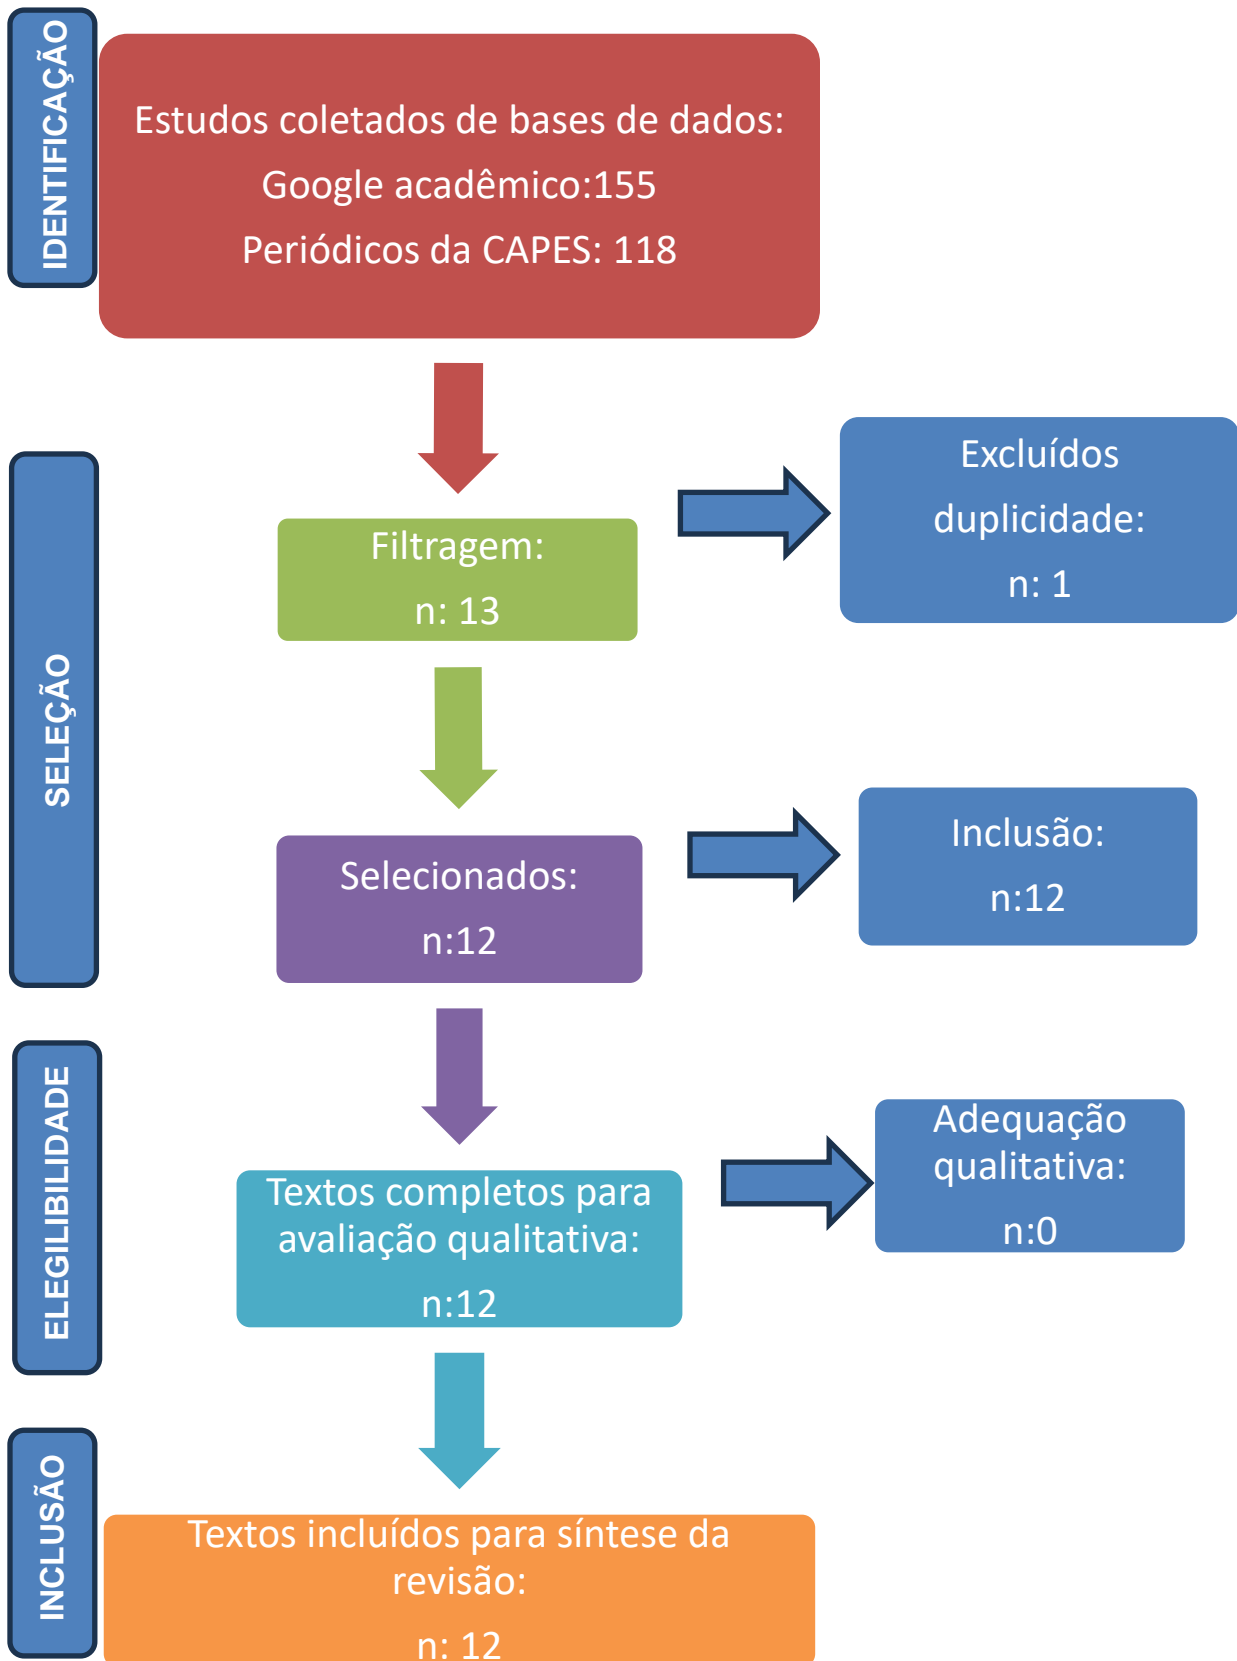 IDENTIFICAÇÃO
Estudos coletados de bases de dados:
Google acadêmico:155
Periódicos da CAPES: 118
SELEÇÃO
Filtragem:
n: 13
Excluídos
duplicidade:
n: 1
Selecionados:
n:12
Inclusão:
n:12
ELEGILIBILIDADE
Textos completos para
avaliação qualitativa:
n:12
Adequação
qualitativa:
n:0
INCLUSÃO
Textos incluídos para síntese da
revisão:
n: 12